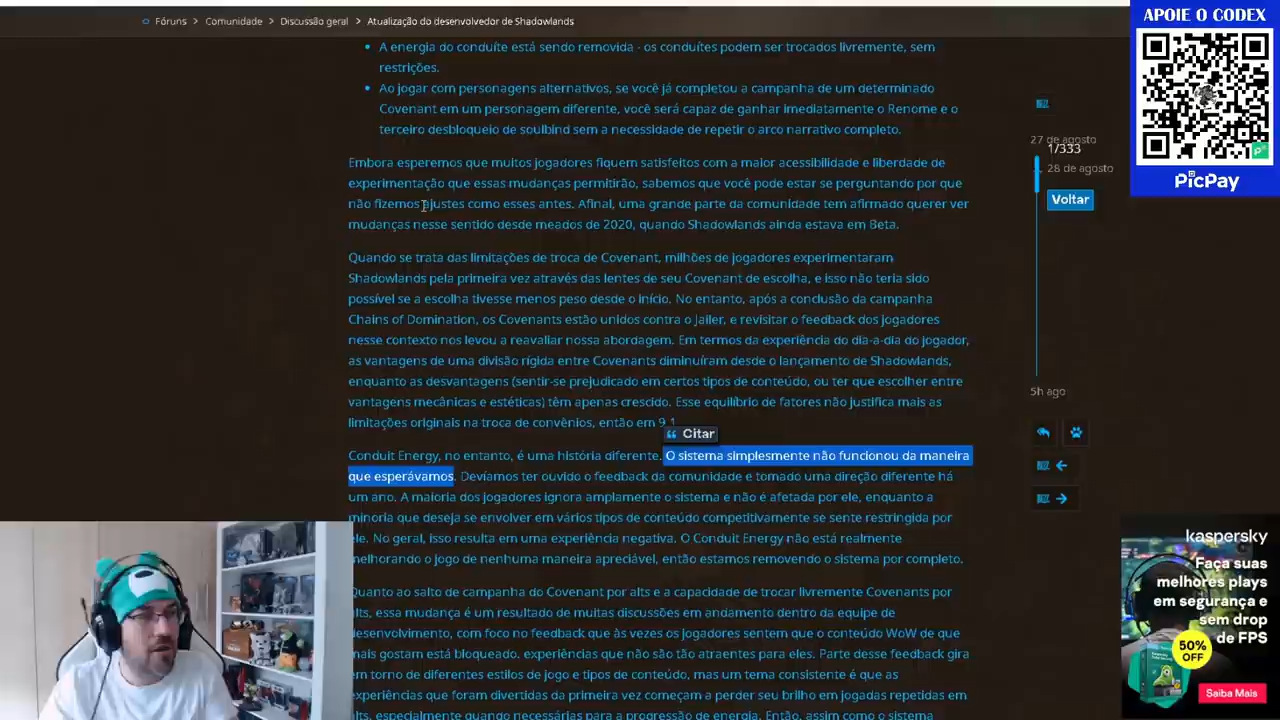 Fóruns > Comunidade > Discussão geral > Atualização do desenvolvedor de Shadowlands
A energia do conduíte está sendo removida - os conduítes podem ser trocados livremente, sem
restrições.
Ao jogar com personagens alternativos, se você já completou a campanha de um determinado
Covenant em um personagem diferente, você será capaz de ganhar imediatamente o Renome e o
terceiro desbloqueio de soulbind sem a necessidade de repetir o arco narrativo completo.
Embora esperemos que muitos jogadores fiquem satisfeitos com a maior acessibilidade e liberdade de
experimentação que essas mudanças permitirão, sabemos que você pode estar se perguntando por que
não fizemos ajustes como esses antes. Afinal, uma grande parte da comunidade tem afirmado querer ver
mudanças nesse sentido desde meados de 2020, quando Shadowlands ainda estava em Beta.
Quando se trata das limitações de troca de Covenant, milhões de jogadores experimentaram
Shadowlands pela primeira vez através das lentes de seu Covenant de escolha, e isso não teria sido
possível se a escolha tivesse menos peso desde o início. No entanto, após a conclusão da campanha
Chains of Domination, os Covenants estão unidos contra o Jailer, e revisitar o feedback dos jogadores
nesse contexto nos levou a reavaliar nossa abordagem. Em termos da experiência do dia-a-dia do jogador,
as vantagens de uma divisão rígida entre Covenants diminuíram desde o lançamento de Shadowlands,
enquanto as desvantagens (sentir-se prejudicado em certos tipos de conteúdo, ou ter que escolher entre
vantagens mecânicas e estéticas) têm apenas crescido. Esse equilíbrio de fatores não justifica mais as
limitações originais na troca de convênios, então em 9.1
Citar
Conduit Energy, no entanto, é uma história diferente. O sistema simplesmente não funcionou da maneira
que esperávamos. Devíamos ter ouvido o feedback da comunidade e tomado uma direção diferente há
um ano. A maioria dos jogadores ignora amplamente o sistema e não é afetada por ele, enquanto a
minoria que deseja se envolver em vários tipos de conteúdo competitivamente se sente restringida por
ele. No geral, isso resulta em uma experiência negativa. O Conduit Energy não está realmente
melhorando o jogo de nenhuma maneira apreciável, então estamos removendo o sistema por completo.
Quanto ao salto de campanha do Covenant por alts e a capacidade de trocar livremente Covenants por
alts, essa mudança é um resultado de muitas discussões em andamento dentro da equipe de
desenvolvimento, com foco no feedback que às vezes os jogadores sentem que o conteúdo WoW de que
mais gostam está bloqueado. experiências que não são tão atraentes para eles. Parte desse feedback gira
em torno de diferentes estilos de jogo e tipos de conteúdo, mas um tema consistente é que as
experiências que foram divertidas da primeira vez começam a perder seu brilho em jogadas repetidas em
alts, especialmente quando necessárias para a progressão de energia. Então, assim como o sistema
27 de agosto
1/333
28 de agosto
Voltar
5h ago
APOIE O CODEX
PicPay
kaspersky
Faça suas
melhores plays
em segurança e
sem drop
de FPS
50%
OFF
Saiba Mais